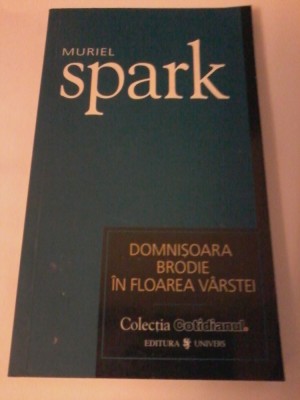 MURIEL
spark
DOMNIȘOARA
BRODIE
ÎN FLOAREA VÂRSTEI
Colecția Cotidianul.
EDITURA UNIVERS